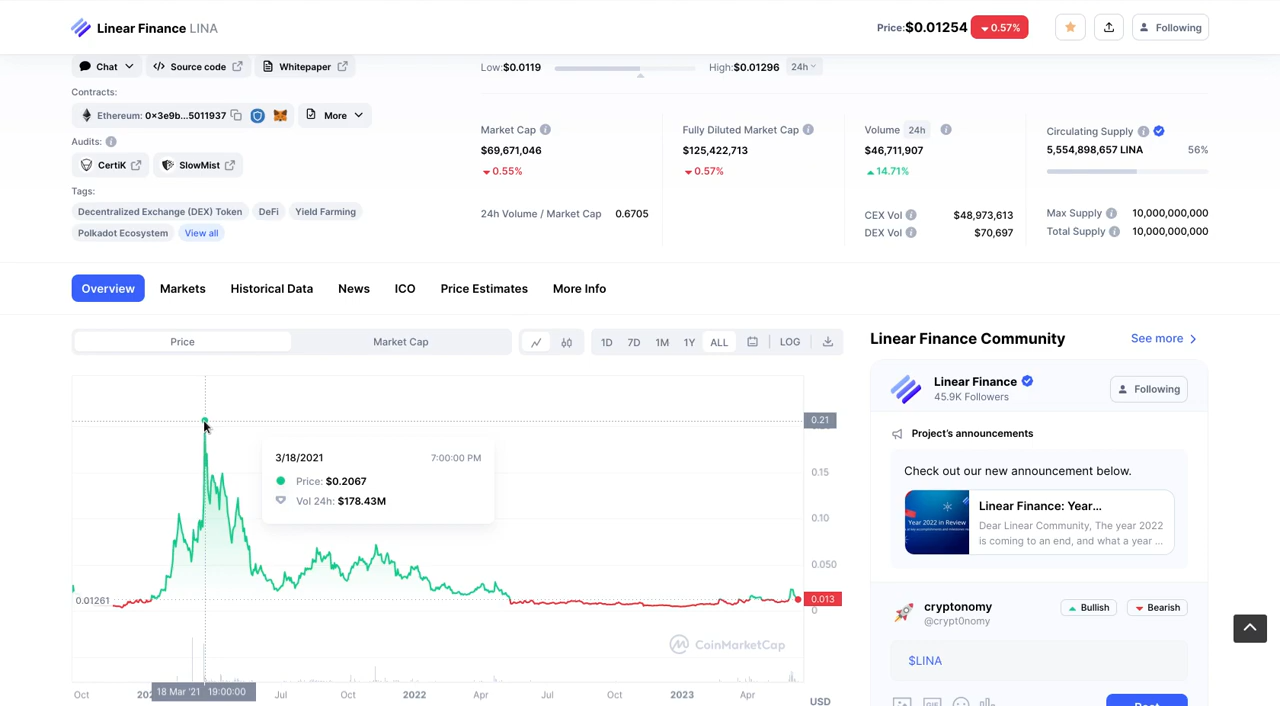 Linear Finance LINA
Price:$0.01254 0.57%
Following
Chat
Source code
Whitepaper
Low:$0.0119
High:$0.01296 24h
Contracts:
Ethereum: 0x3e9b...5011937
More
Audits:
CertiK
SlowMist
Tags:
Decentralized Exchange (DEX) Token
DeFi
Yield Farming
Polkadot Ecosystem
View all
Market Cap
$69,671,046
0.55%
24h Volume / Market Cap 0.6705
Fully Diluted Market Cap
$125,422,713
0.57%
Volume 24h
$46,711,907
14.71%
CEX Vol $48,973,613
DEX Vol $70,697
Circulating Supply
5,554,898,657 LINA 56%
Max Supply 10,000,000,000
Total Supply 10,000,000,000
Overview Markets Historical Data News ICO Price Estimates More Info
Price Market Cap
1D 7D 1M 1Y ALL LOG
0.21
3/18/2021 7:00:00 PM
Price: $0.2067
Vol 24h: $178.43M
0.15
0.10
0.050
0.01261
0.013
0
CoinMarketCap
Oct
18 Mar '21 19:00:00
Jul Oct 2022 Apr Jul Oct 2023 Apr
USD
Linear Finance Community
See more
Linear Finance
45.9K Followers
Following
Project's announcements
Check out our new announcement below.
Year 2022 in Review
Linear Finance: Year...
Dear Linear Community, The year 2022
is coming to an end, and what a year ...
cryptonomy
@crypt0nomy
Bullish
Bearish
$LINA